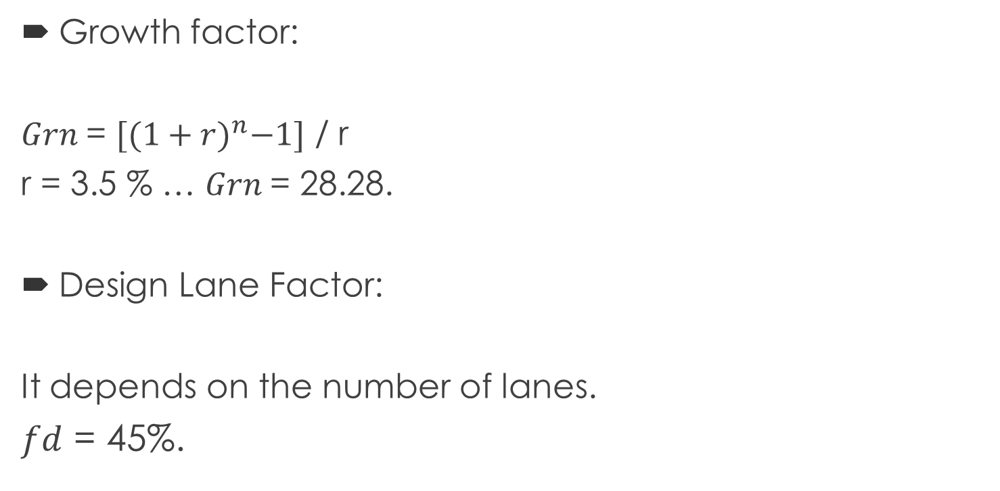 Growth factor:
Grn = [(1 + r)ⁿ−1] / r
r = 3.5 % ... Grn = 28.28.
Design Lane Factor:
It depends on the number of lanes.
fd = 45%.